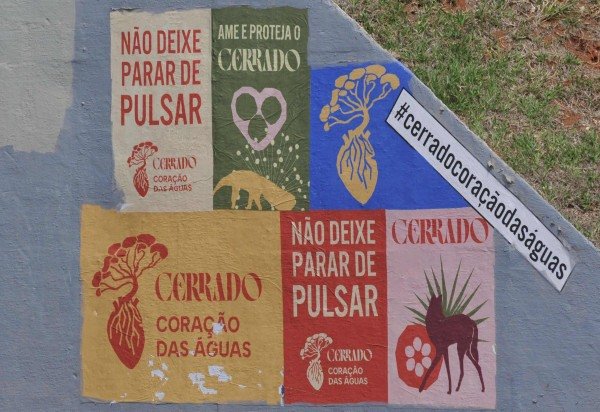 NÃO DEIXE
PARAR DE
PULSAR
CERRADO
CORAÇÃO
DAS ÁGUAS
AME E PROTEJA O
CERRADO
#cerradocoraçãodaságuas
CERRADO
CORAÇÃO
DAS ÁGUAS
NÃO DEIXE
PARAR DE
PULSAR
CERRADO
CORAÇÃO
DAS ÁGUAS
CERRADO